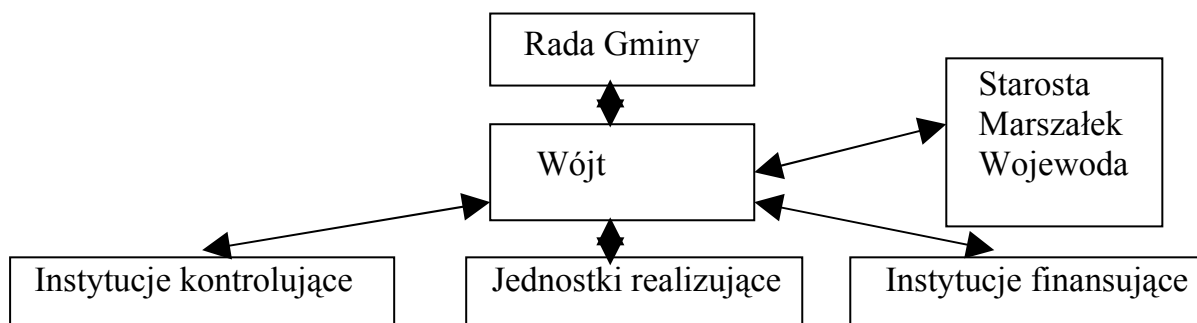 Rada Gminy
Starosta
Marszałek
Wojewoda
Wójt
Instytucje kontrolujące
Jednostki realizujące
Instytucje finansujące